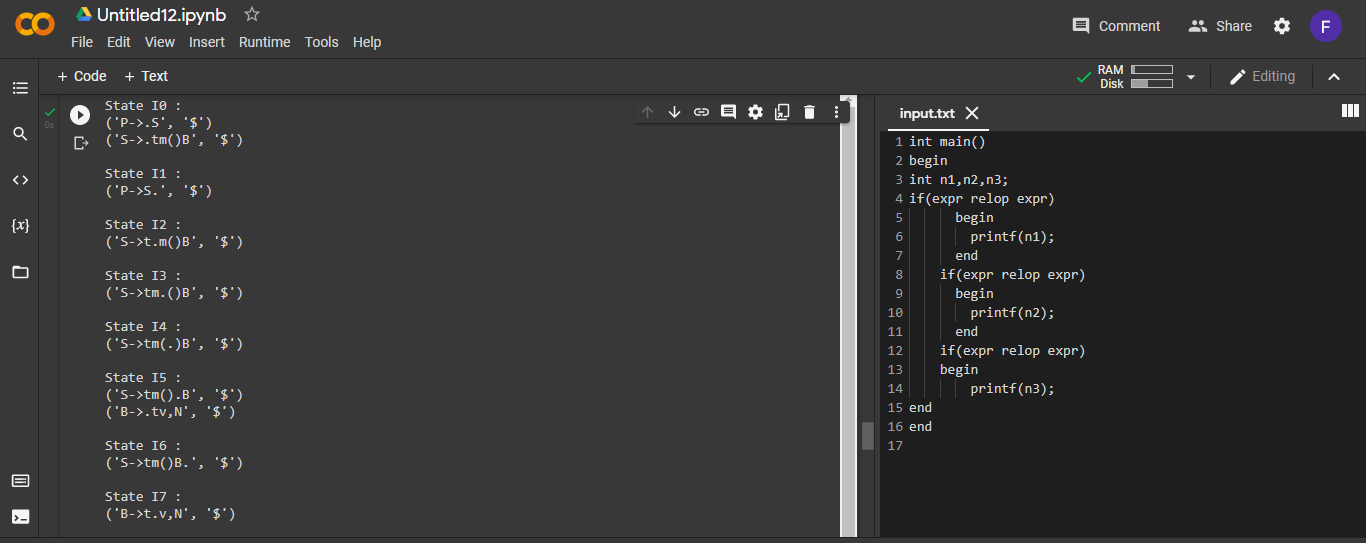 Untitled12.ipynb
File Edit View Insert Runtime Tools Help
Comment Share F
+ Code + Text
RAM
Disk
Editing
0s
State I0 :
('P->.S', '$')
('S->.tm()B', '$')
State I1 :
('P->S.', '$')
State I2 :
('S->t.m()B', '$')
State I3 :
('S->tm.()B', '$')
State I4 :
('S->tm(.)B', '$')
State I5 :
('S->tm().B', '$')
('B->.tv,N', '$')
State I6 :
('S->tm()B.', '$')
State I7 :
('B->t.v,N', '$')
input.txt
1 int main()
2 begin
3 int n1,n2,n3;
4 if(expr relop expr)
5 begin
6 printf(n1);
7 end
8 if(expr relop expr)
9 begin
10 printf(n2);
11 end
12 if(expr relop expr)
13 begin
14 printf(n3);
15 end
16 end
17